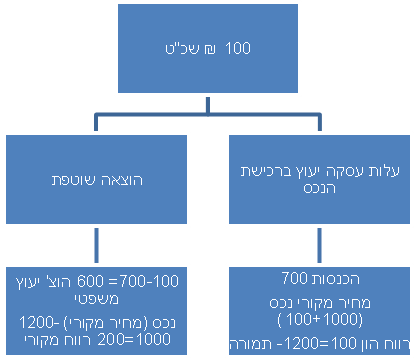 100 ₪ שכ"ט
עלות עסקה יעוץ ברכישת
הנכס
הוצאה שוטפת
הכנסות 700
מחיר מקורי נכס
(100+1000 )
רווח הון 100=1200- תמורה
700-100= 600 הוצ' יעוץ
משפטי
נכס (מחיר מקורי) -1200
1000=200 רווח מקורי